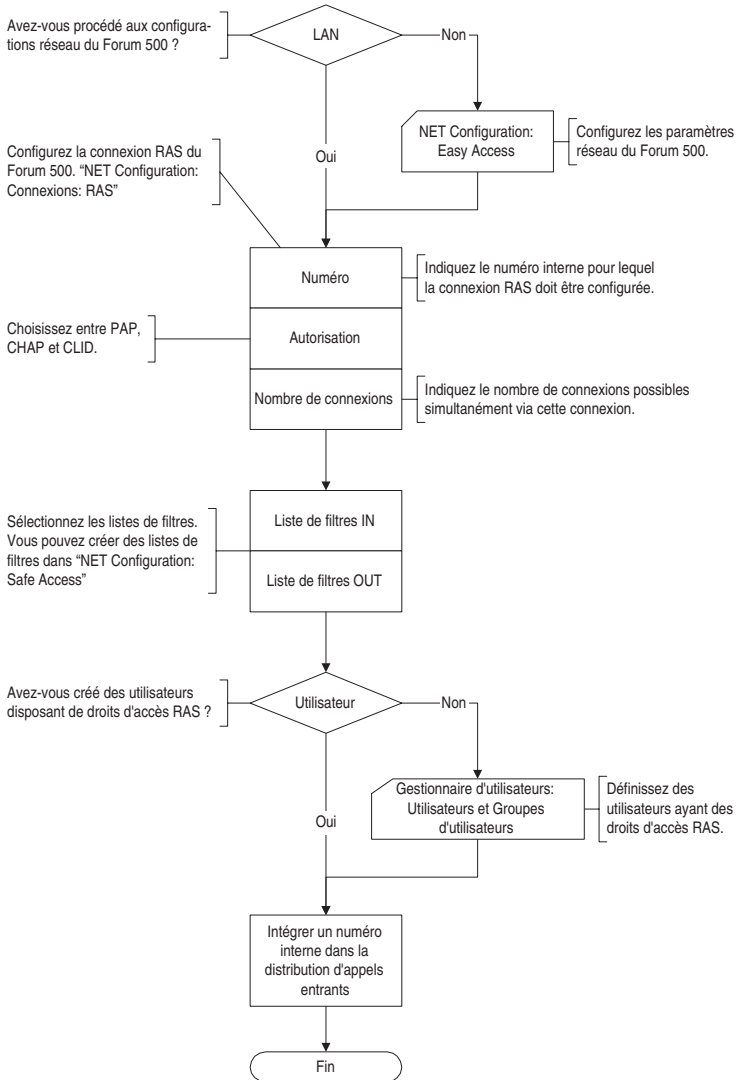 Avez-vous procédé aux configura-
tions réseau du Forum 500 ?
LAN
Non
NET Configuration:
Easy Access
Configurez les paramètres
réseau du Forum 500.
Oui
Configurez la connexion RAS du
Forum 500. “NET Configuration:
Connexions: RAS”
Numéro
Indiquez le numéro interne pour lequel
la connexion RAS doit être configurée.
Choisissez entre PAP,
CHAP et CLID.
Autorisation
Nombre de connexions
Indiquez le nombre de connexions possibles
simultanément via cette connexion.
Sélectionnez les listes de filtres.
Vous pouvez créer des listes de
filtres dans “NET Configuration:
Safe Access”
Liste de filtres IN
Liste de filtres OUT
Avez-vous créé des utilisateurs
disposant de droits d'accès RAS ?
Utilisateur
Non
Gestionnaire d'utilisateurs:
Utilisateurs et Groupes
d'utilisateurs
Définissez des
utilisateurs ayant des
droits d'accès RAS.
Oui
Intégrer un numéro
interne dans la
distribution d'appels
entrants
Fin